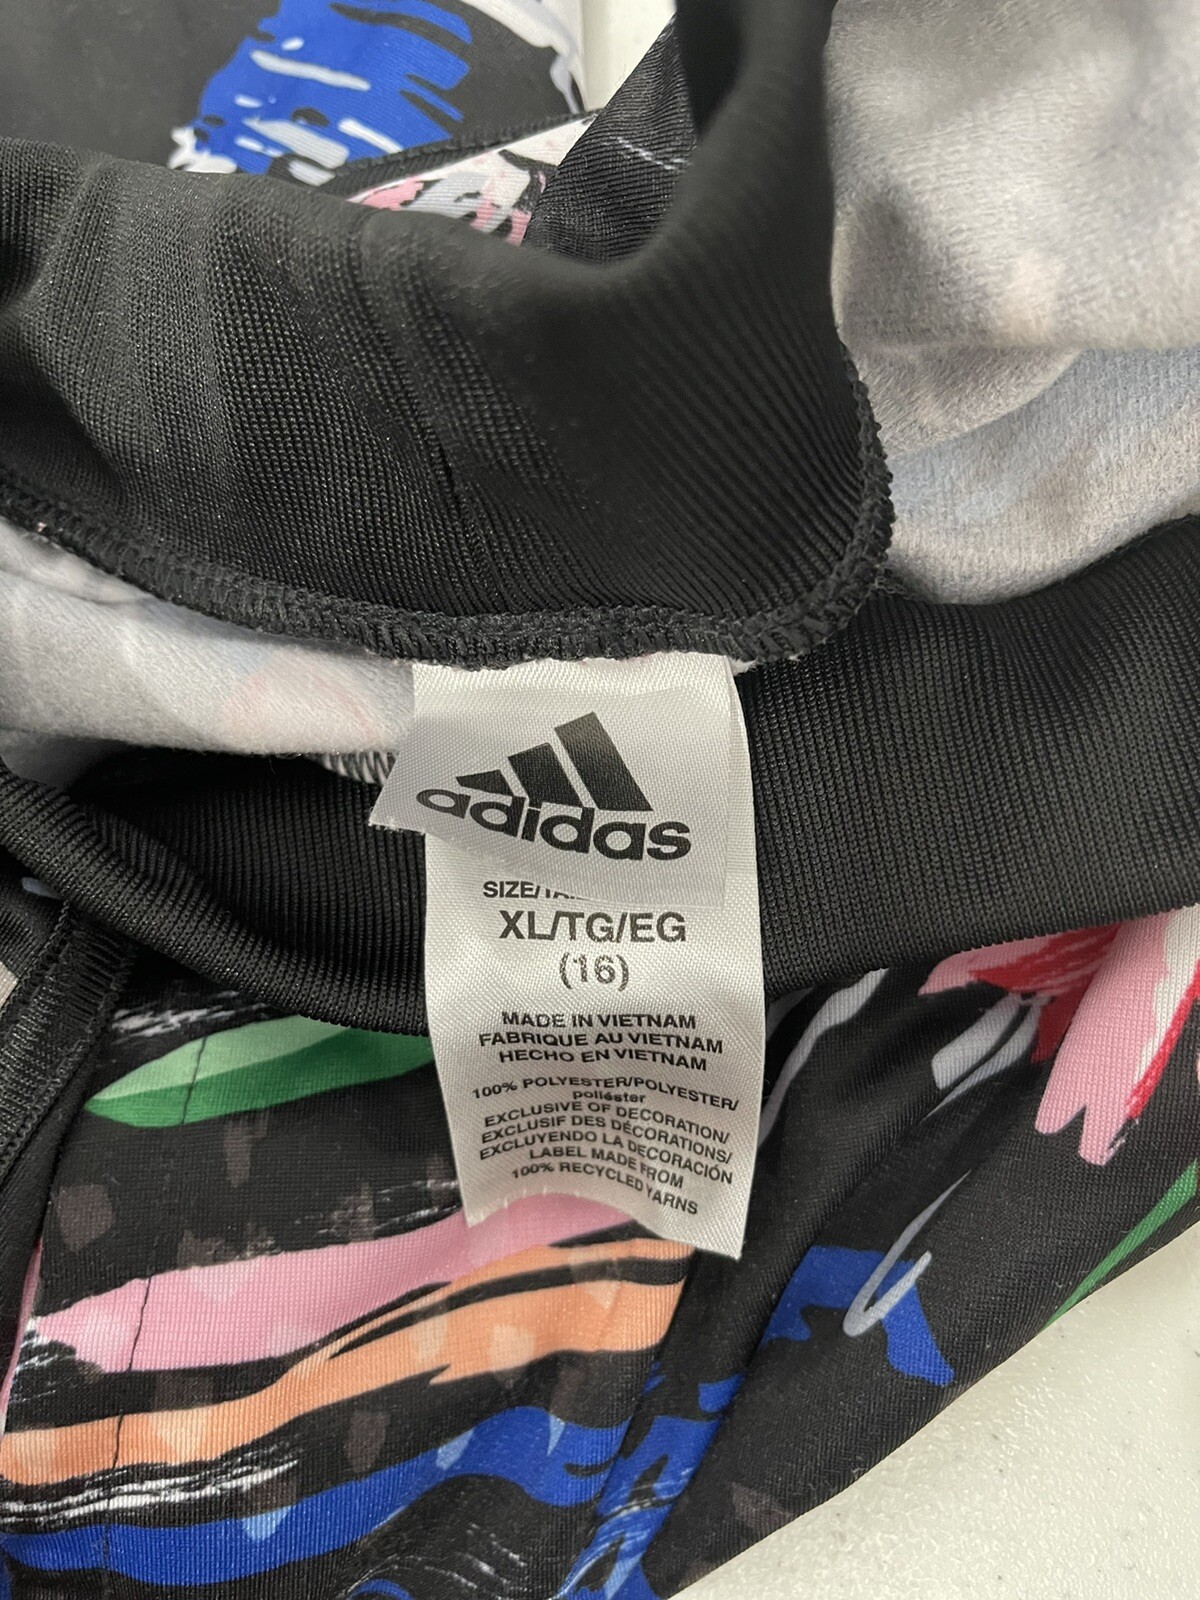 adidas
XL/TG/EG
(16)
MADE IN VIETNAM
FABRIQUE AU VIETNAM
HECHO EN VIETNAM
100% POLYESTER/POLYESTER/
poliéster
EXCLUSIVE OF DECORATION/
EXCLUSIF DES DÉCORATIONS/
EXCLUYENDO LA DECORACIÓN
LABEL MADE FROM
100% RECYCLED YARNS